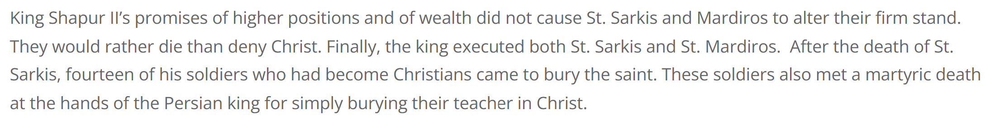 King Shapur II’s promises of higher positions and of wealth did not cause St. Sarkis and Mardiros to alter their firm stand.
They would rather die than deny Christ. Finally, the king executed both St. Sarkis and St. Mardiros.  After the death of St.
Sarkis, fourteen of his soldiers who had become Christians came to bury the saint. These soldiers also met a martyric death
at the hands of the Persian king for simply burying their teacher in Christ.